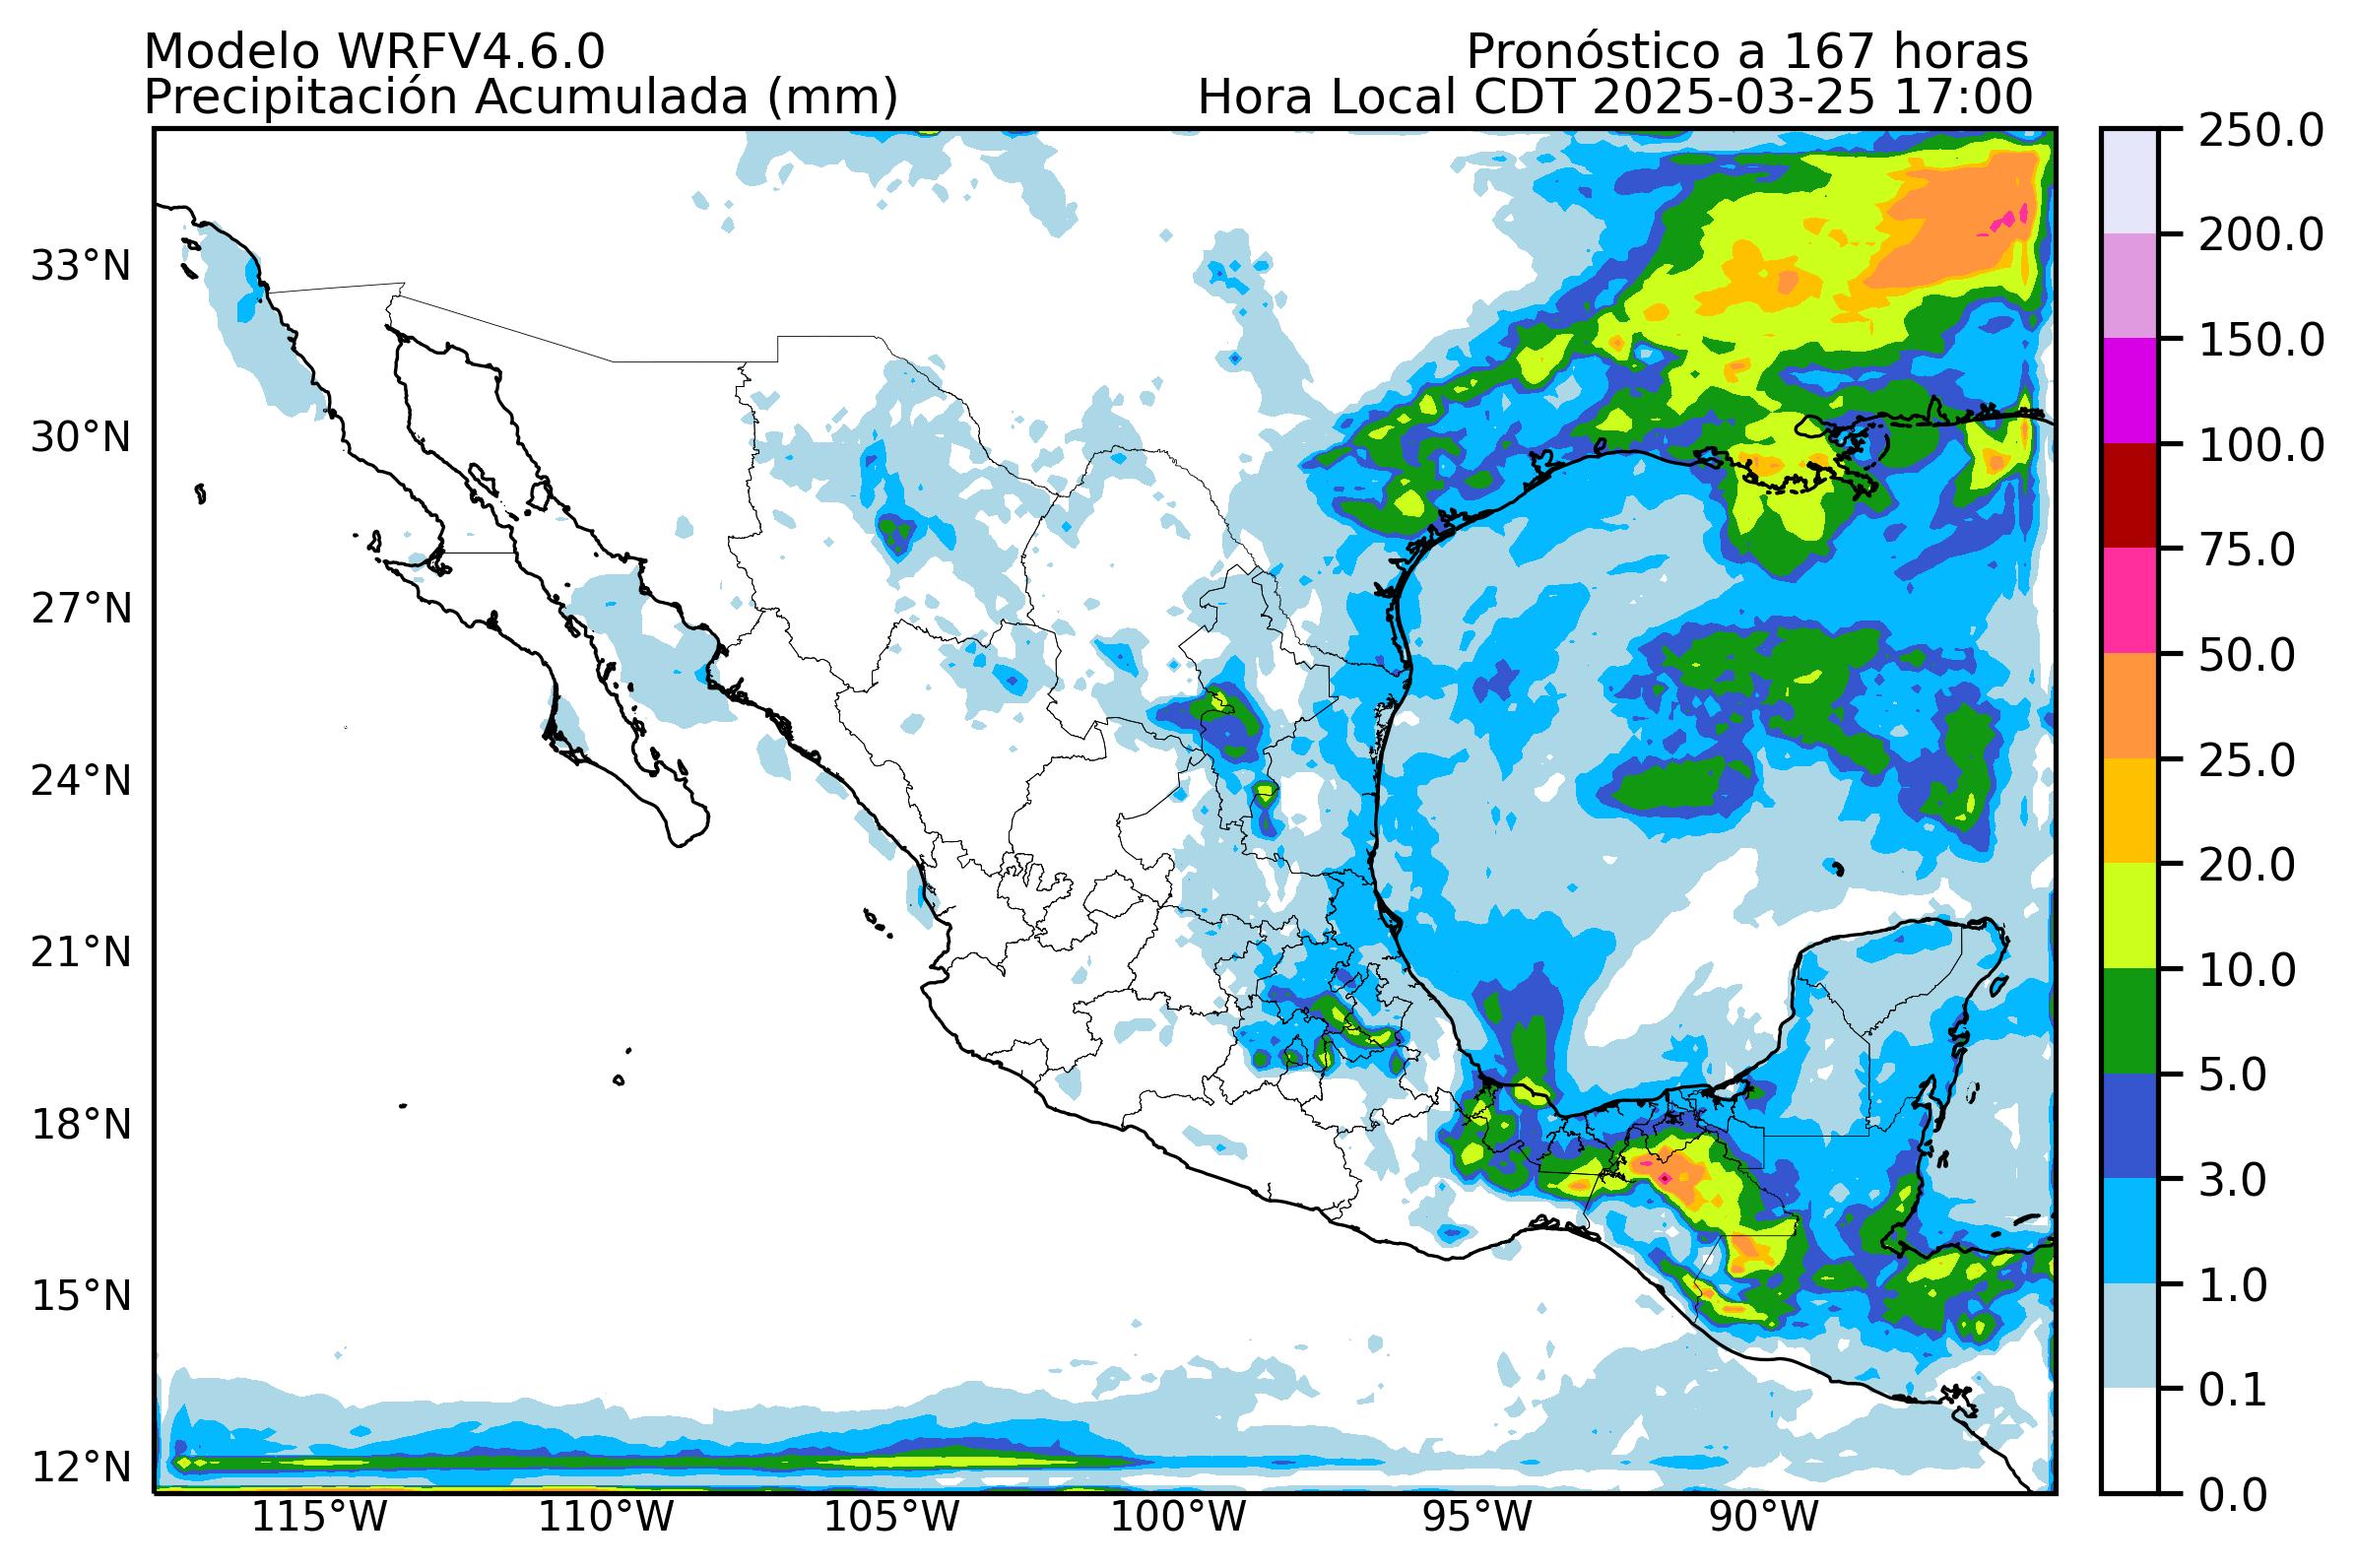 Modelo WRFV4.6.0
Pronóstico a 167 horas
Precipitación Acumulada (mm)
Hora Local CDT 2025-03-25 17:00
33°N
30°N
27°N
24°N
21°N
18°N
15°N
12°N
115°W
110°W
105°W
100°W
95°W
90°W
250.0
200.0
150.0
100.0
75.0
50.0
25.0
20.0
10.0
5.0
3.0
1.0
0.1
0.0